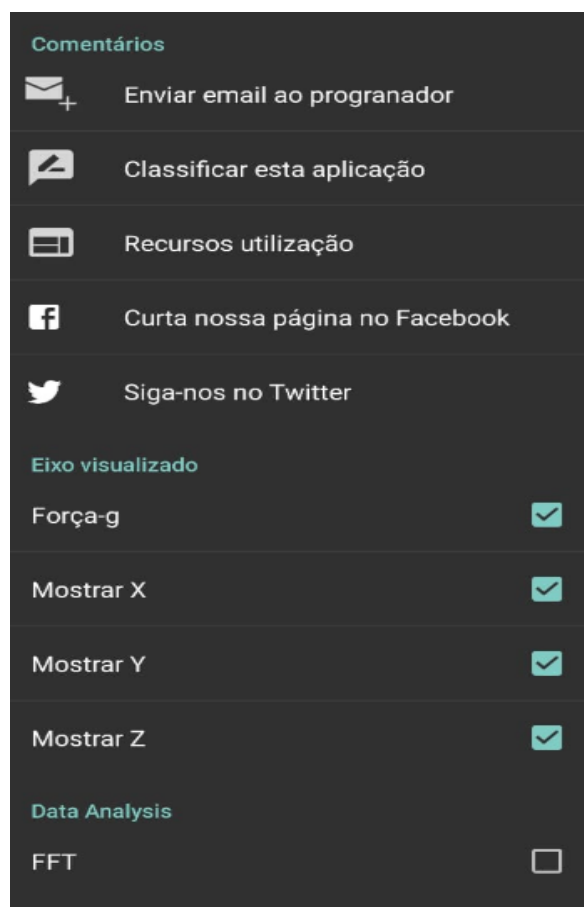 Comentários
Enviar email ao progranador
Classificar esta aplicação
Recursos utilização
Curta nossa página no Facebook
Siga-nos no Twitter
Eixo visualizado
Força-g
Mostrar X
Mostrar Y
Mostrar Z
Data Analysis
FFT